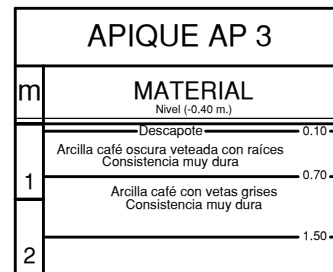 APIQUE AP 3
m
MATERIAL
Nivel (-0.40 m.)
Descapote
0.10
Arcilla café oscura veteada con raíces
Consistencia muy dura
0.70
1
Arcilla café con vetas grises
Consistencia muy dura
1.50
2